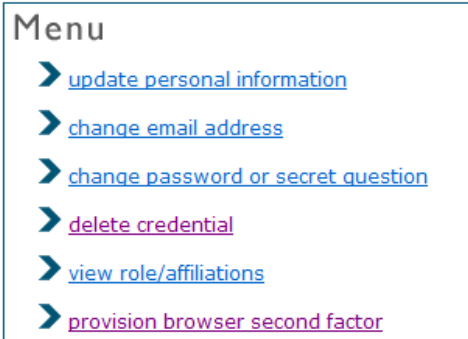 Menu
update personal information
change email address
change password or secret question
delete credential
view role/affiliations
provision browser second factor